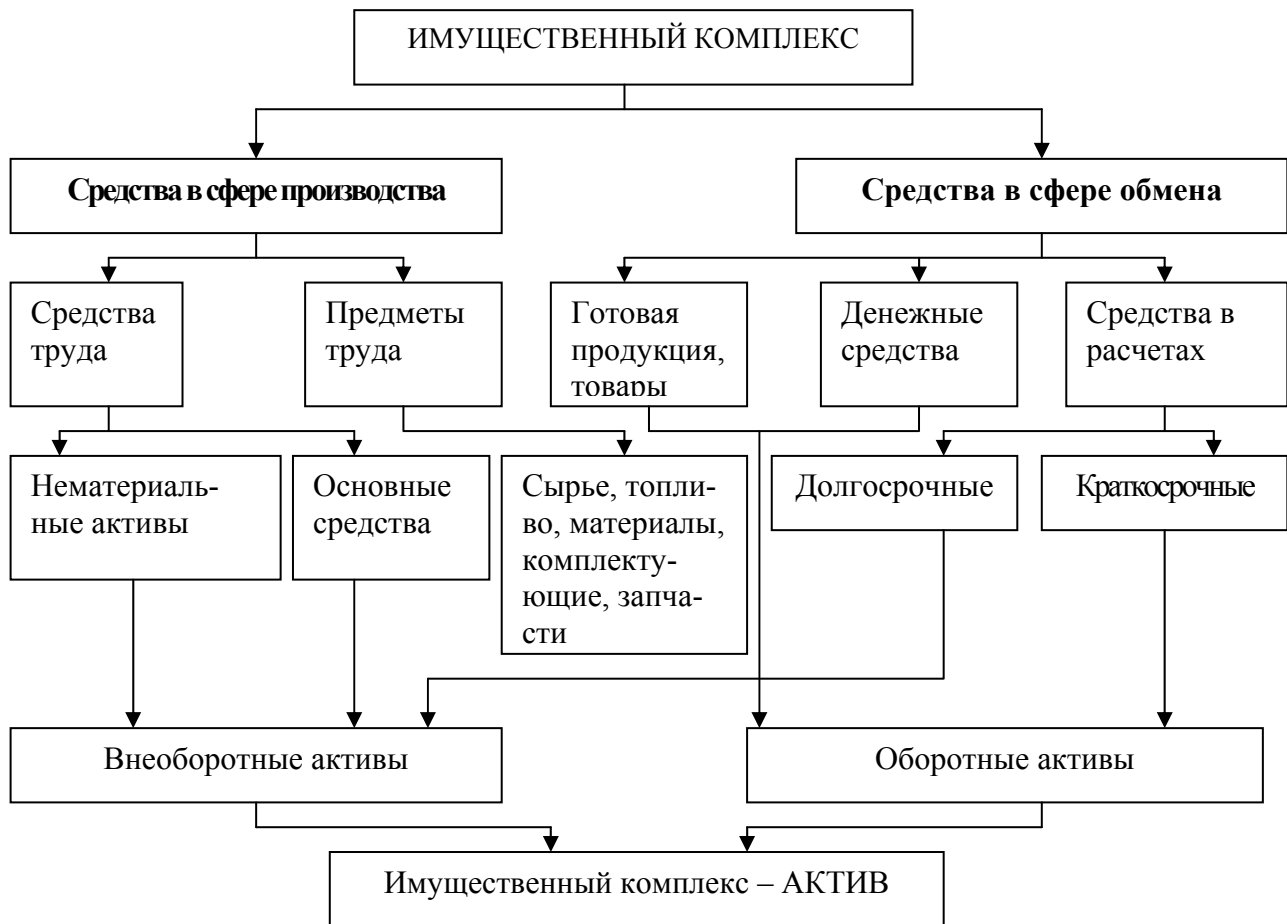 ИМУЩЕСТВЕННЫЙ КОМПЛЕКС
Средства в сфере производства
Средства в сфере обмена
Средства
труда
Предметы
труда
Готовая
продукция,
товары
Денежные
средства
Средства в
расчетах
Нематериаль-
ные активы
Основные
средства
Сырье, топли-
во, материалы,
комплекту-
ющие, запча-
сти
Долгосрочные
Краткосрочные
Внеоборотные активы
Оборотные активы
Имущественный комплекс – АКТИВ